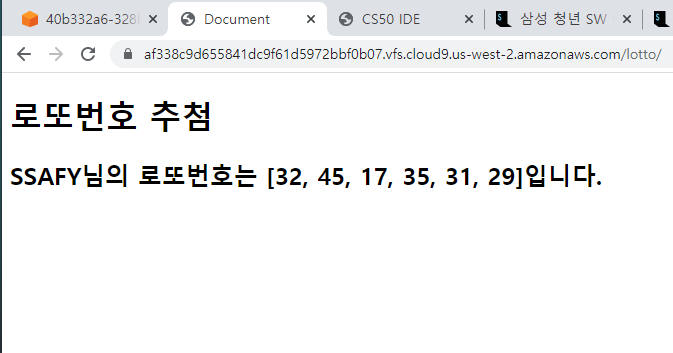 40b332a6-328
Document
CS50 IDE
삼성 청년 SW
af338c9d655841dc9f61d5972bbf0b07.vfs.cloud9.us-west-2.amazonaws.com/lotto/
로또번호 추첨
SSAFY님의 로또번호는 [32, 45, 17, 35, 31, 29]입니다.